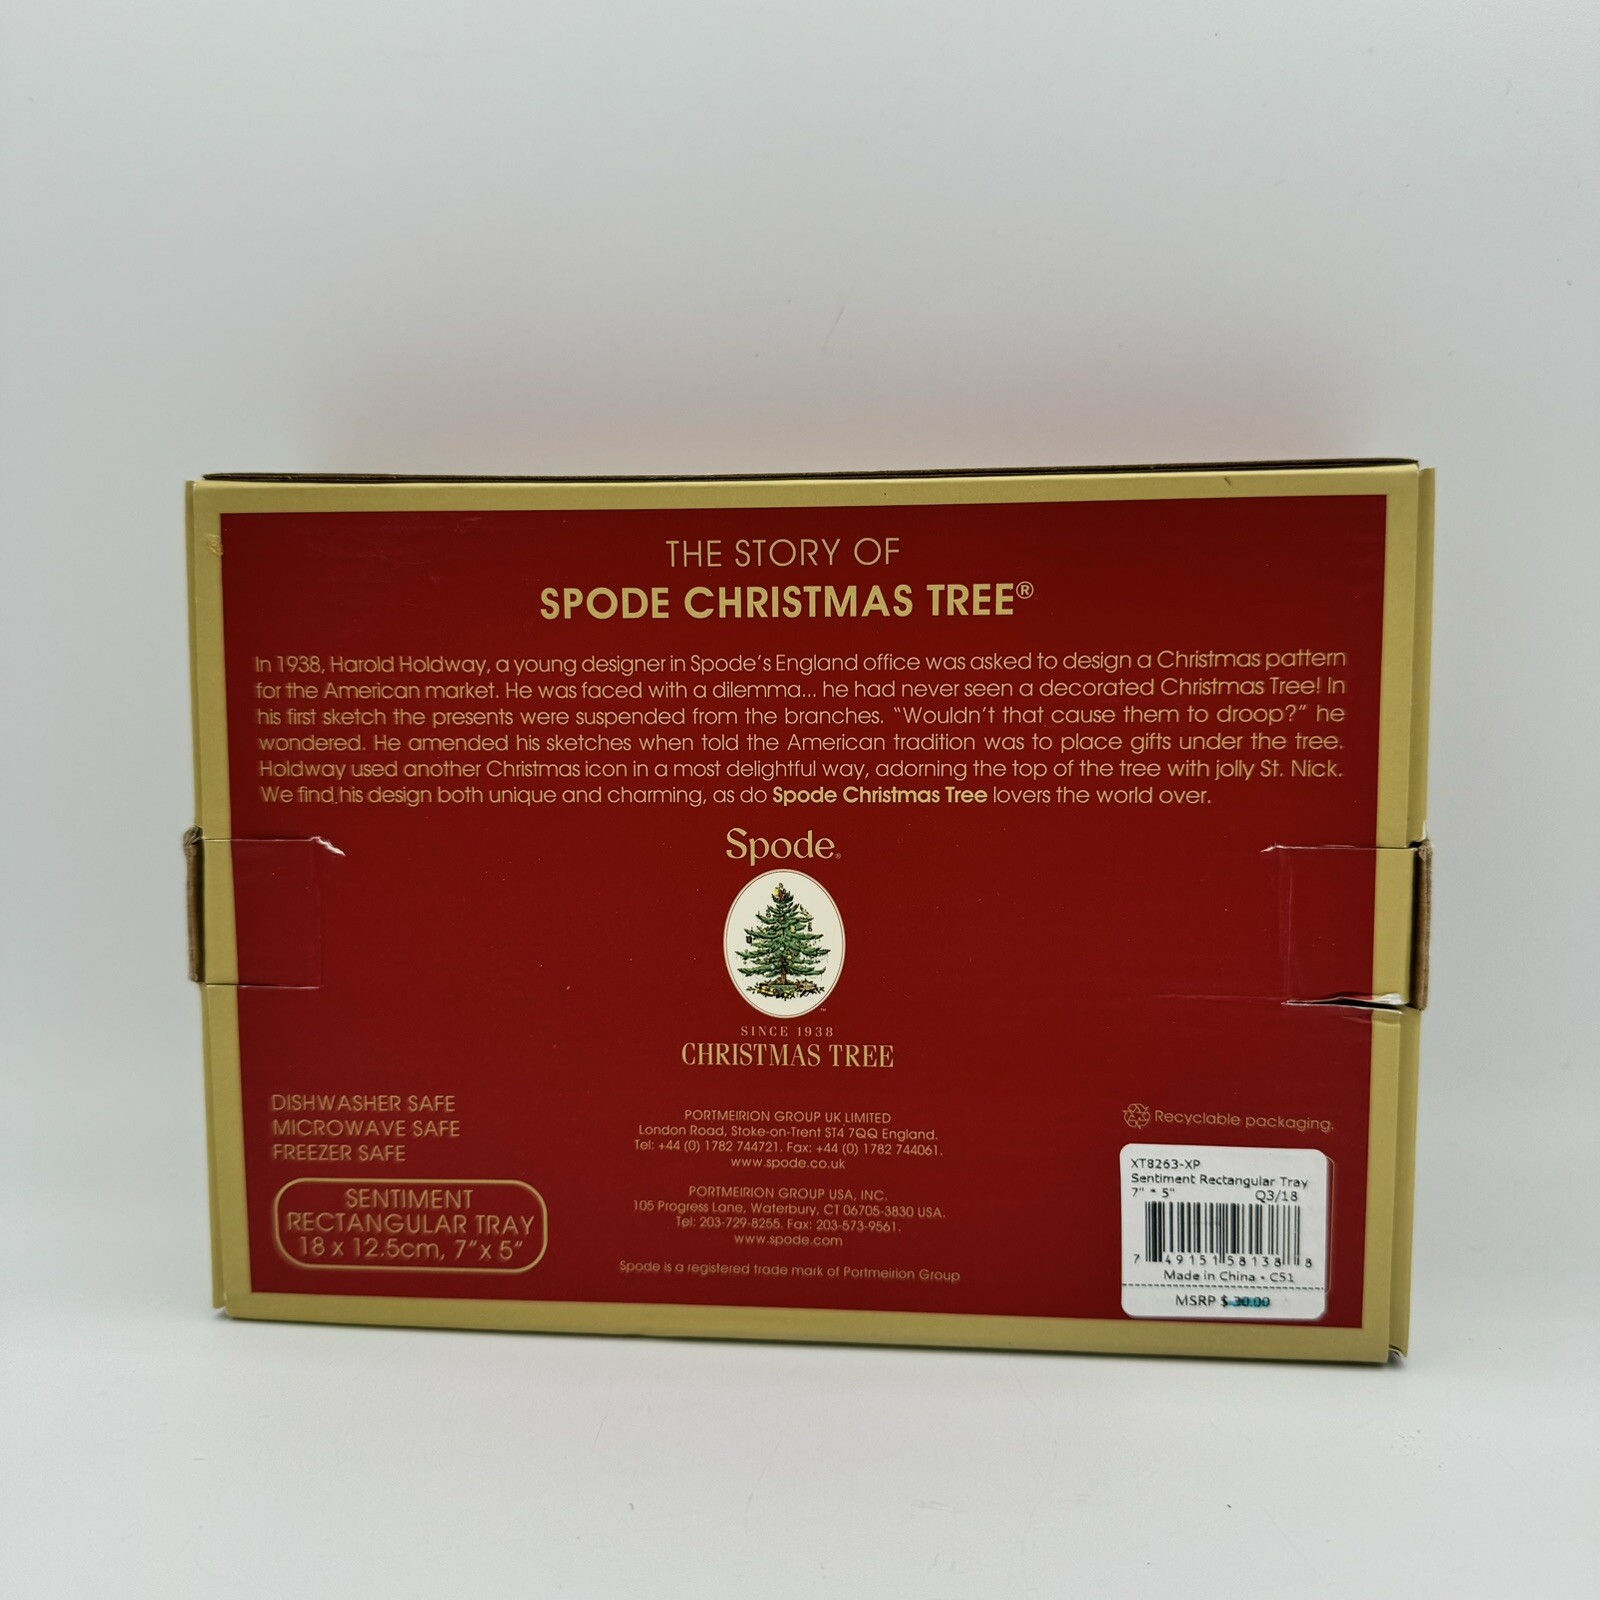 THE STORY OF
SPODE CHRISTMAS TREE®
In 1938, Harold Holdway, a young designer in Spode's England office was asked to design a Christmas pattern
for the American market. He was faced with a dilemma... he had never seen a decorated Christmas Tree! In
his first sketch the presents were suspended from the branches. "Wouldn't that cause them to droop?" he
wondered. He amended his sketches when told the American tradition was to place gifts under the tree.
Holdway used another Christmas icon in a most delightful way, adorning the top of the tree with jolly St. Nick.
We find his design both unique and charming, as do Spode Christmas Tree lovers the world over.
Spode®
SINCE 1938
CHRISTMAS TREE
DISHWASHER SAFE
MICROWAVE SAFE
FREEZER SAFE
SENTIMENT
RECTANGULAR TRAY
18 x 12.5cm, 7"x 5"
PORTMEIRION GROUP UK LIMITED
London Road, Stoke-on-Trent ST4 7QQ England.
Tel: +44 (0) 1782 744721. Fax: +44 (0) 1782 744061.
www.spode.co.uk
PORTMEIRION GROUP USA, INC.
105 Progress Lane, Waterbury, CT 06705-3830 USA.
Tel: 203-729-8255. Fax: 203-573-9561.
www.spode.com
Spode is a registered trade mark of Portmeirion Group
Recyclable packaging.
XT8263-XP
Sentiment Rectangular Tray
7" * 5" Q3/18
7 49151 58138 8
Made in China • C51
MSRP $ 30.00